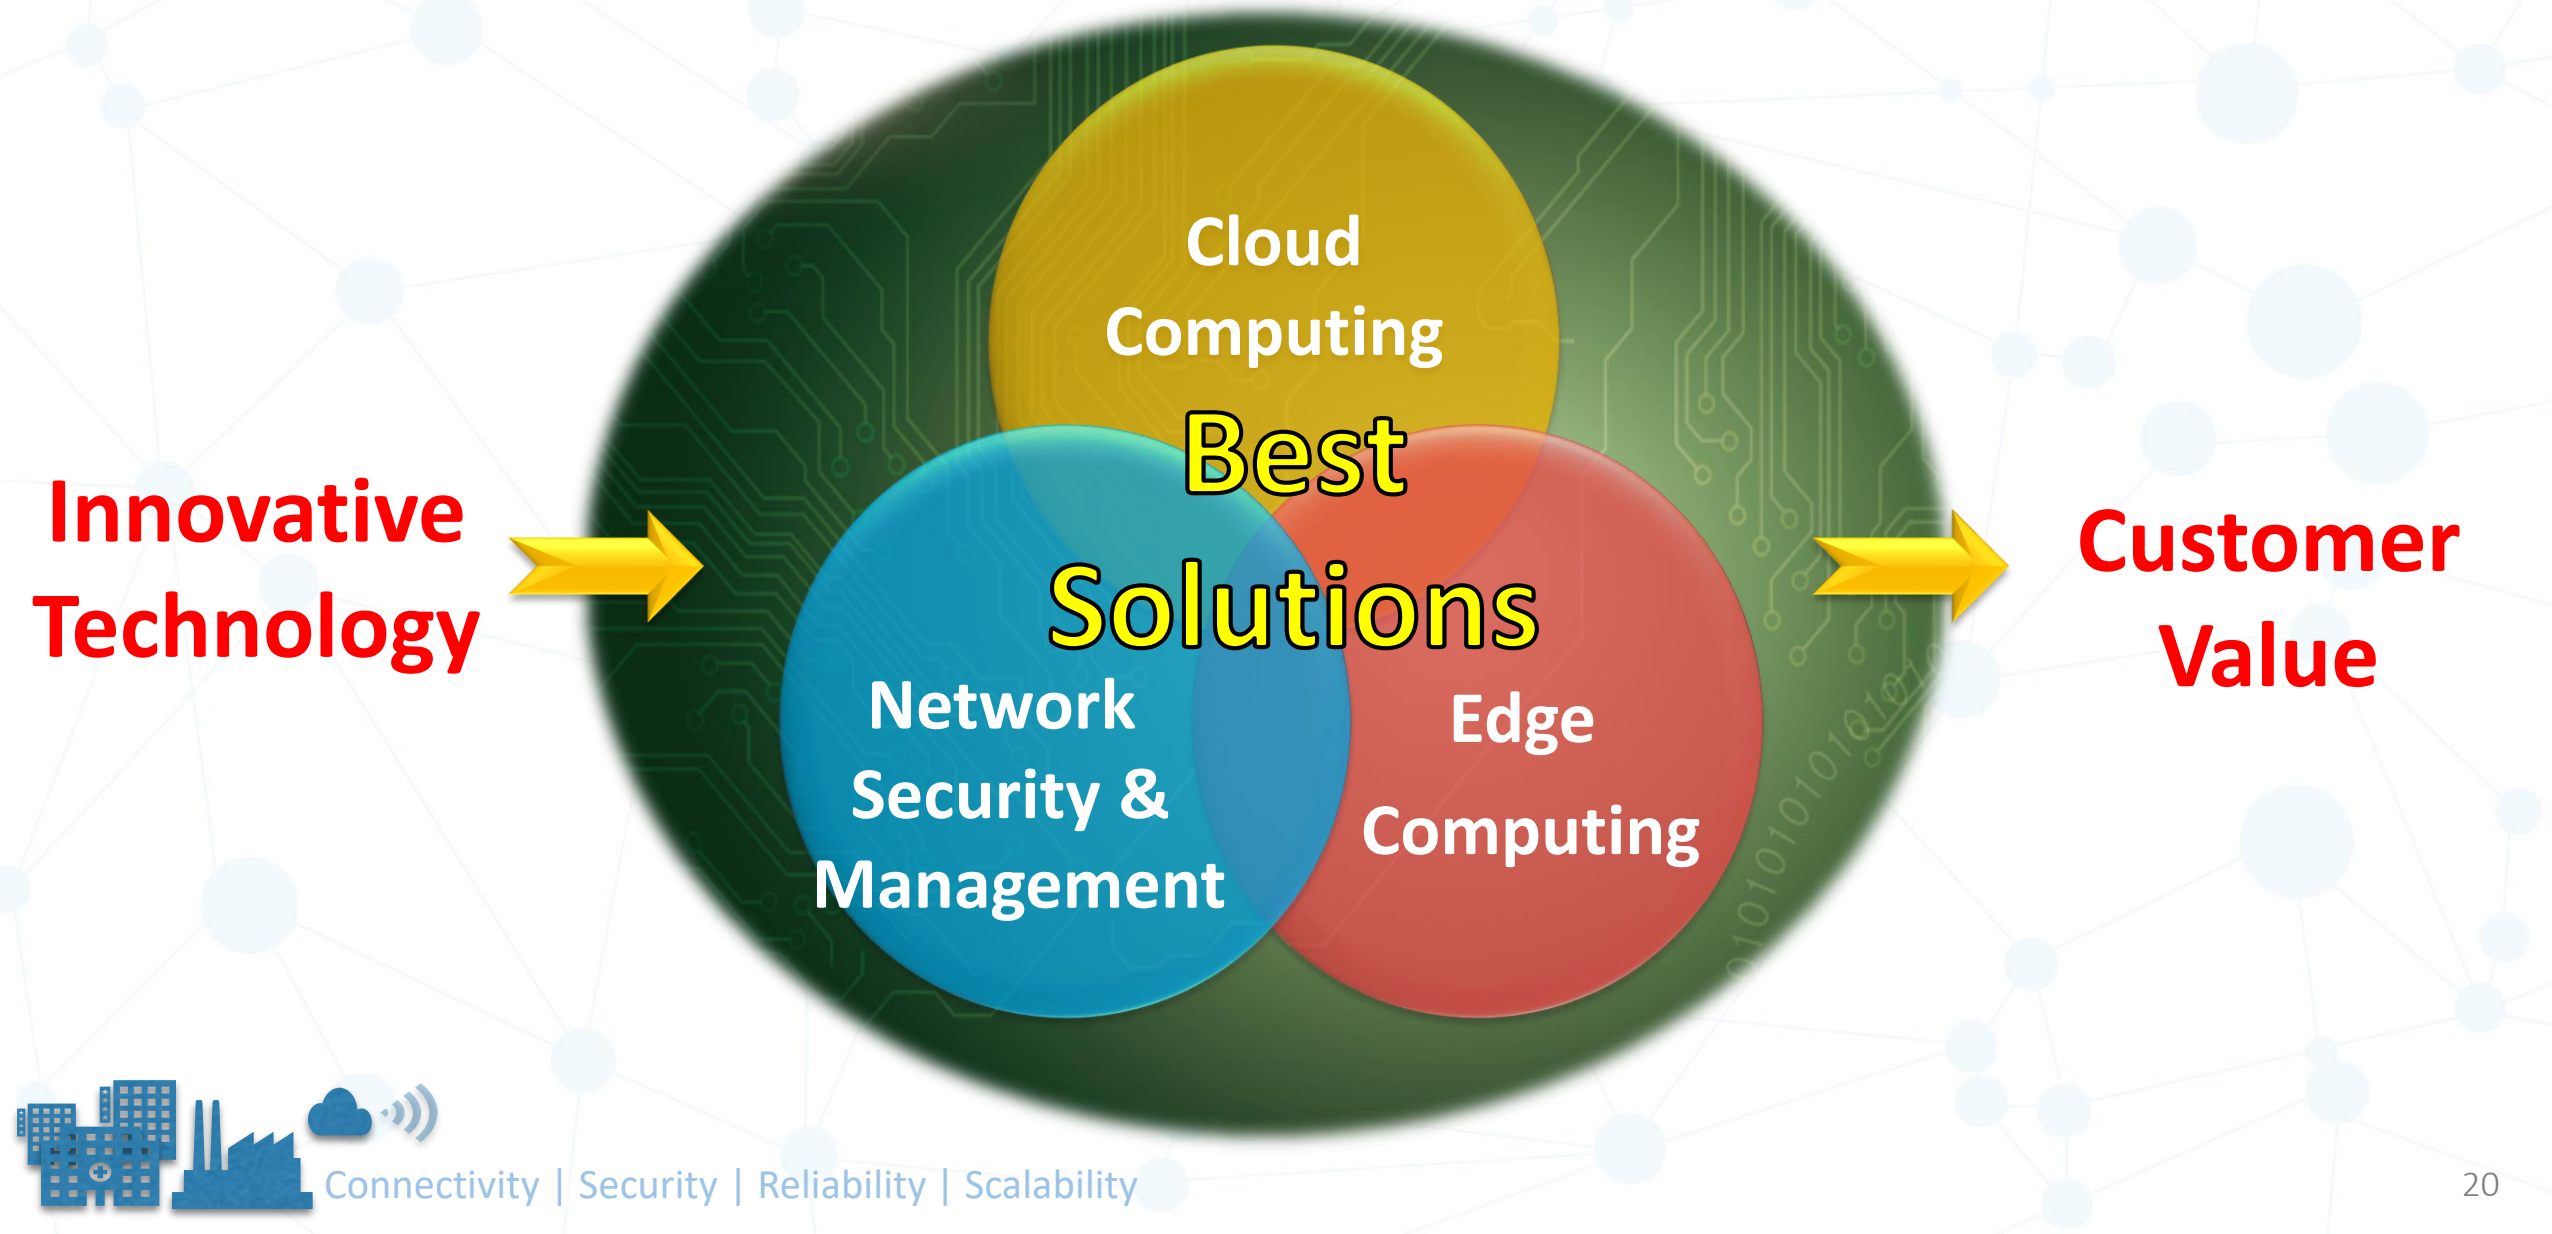 Innovative
Technology
Cloud
Computing
Best
Solutions
Network
Security &
Management
Edge
Computing
Customer
Value
Connectivity | Security | Reliability | Scalability
20